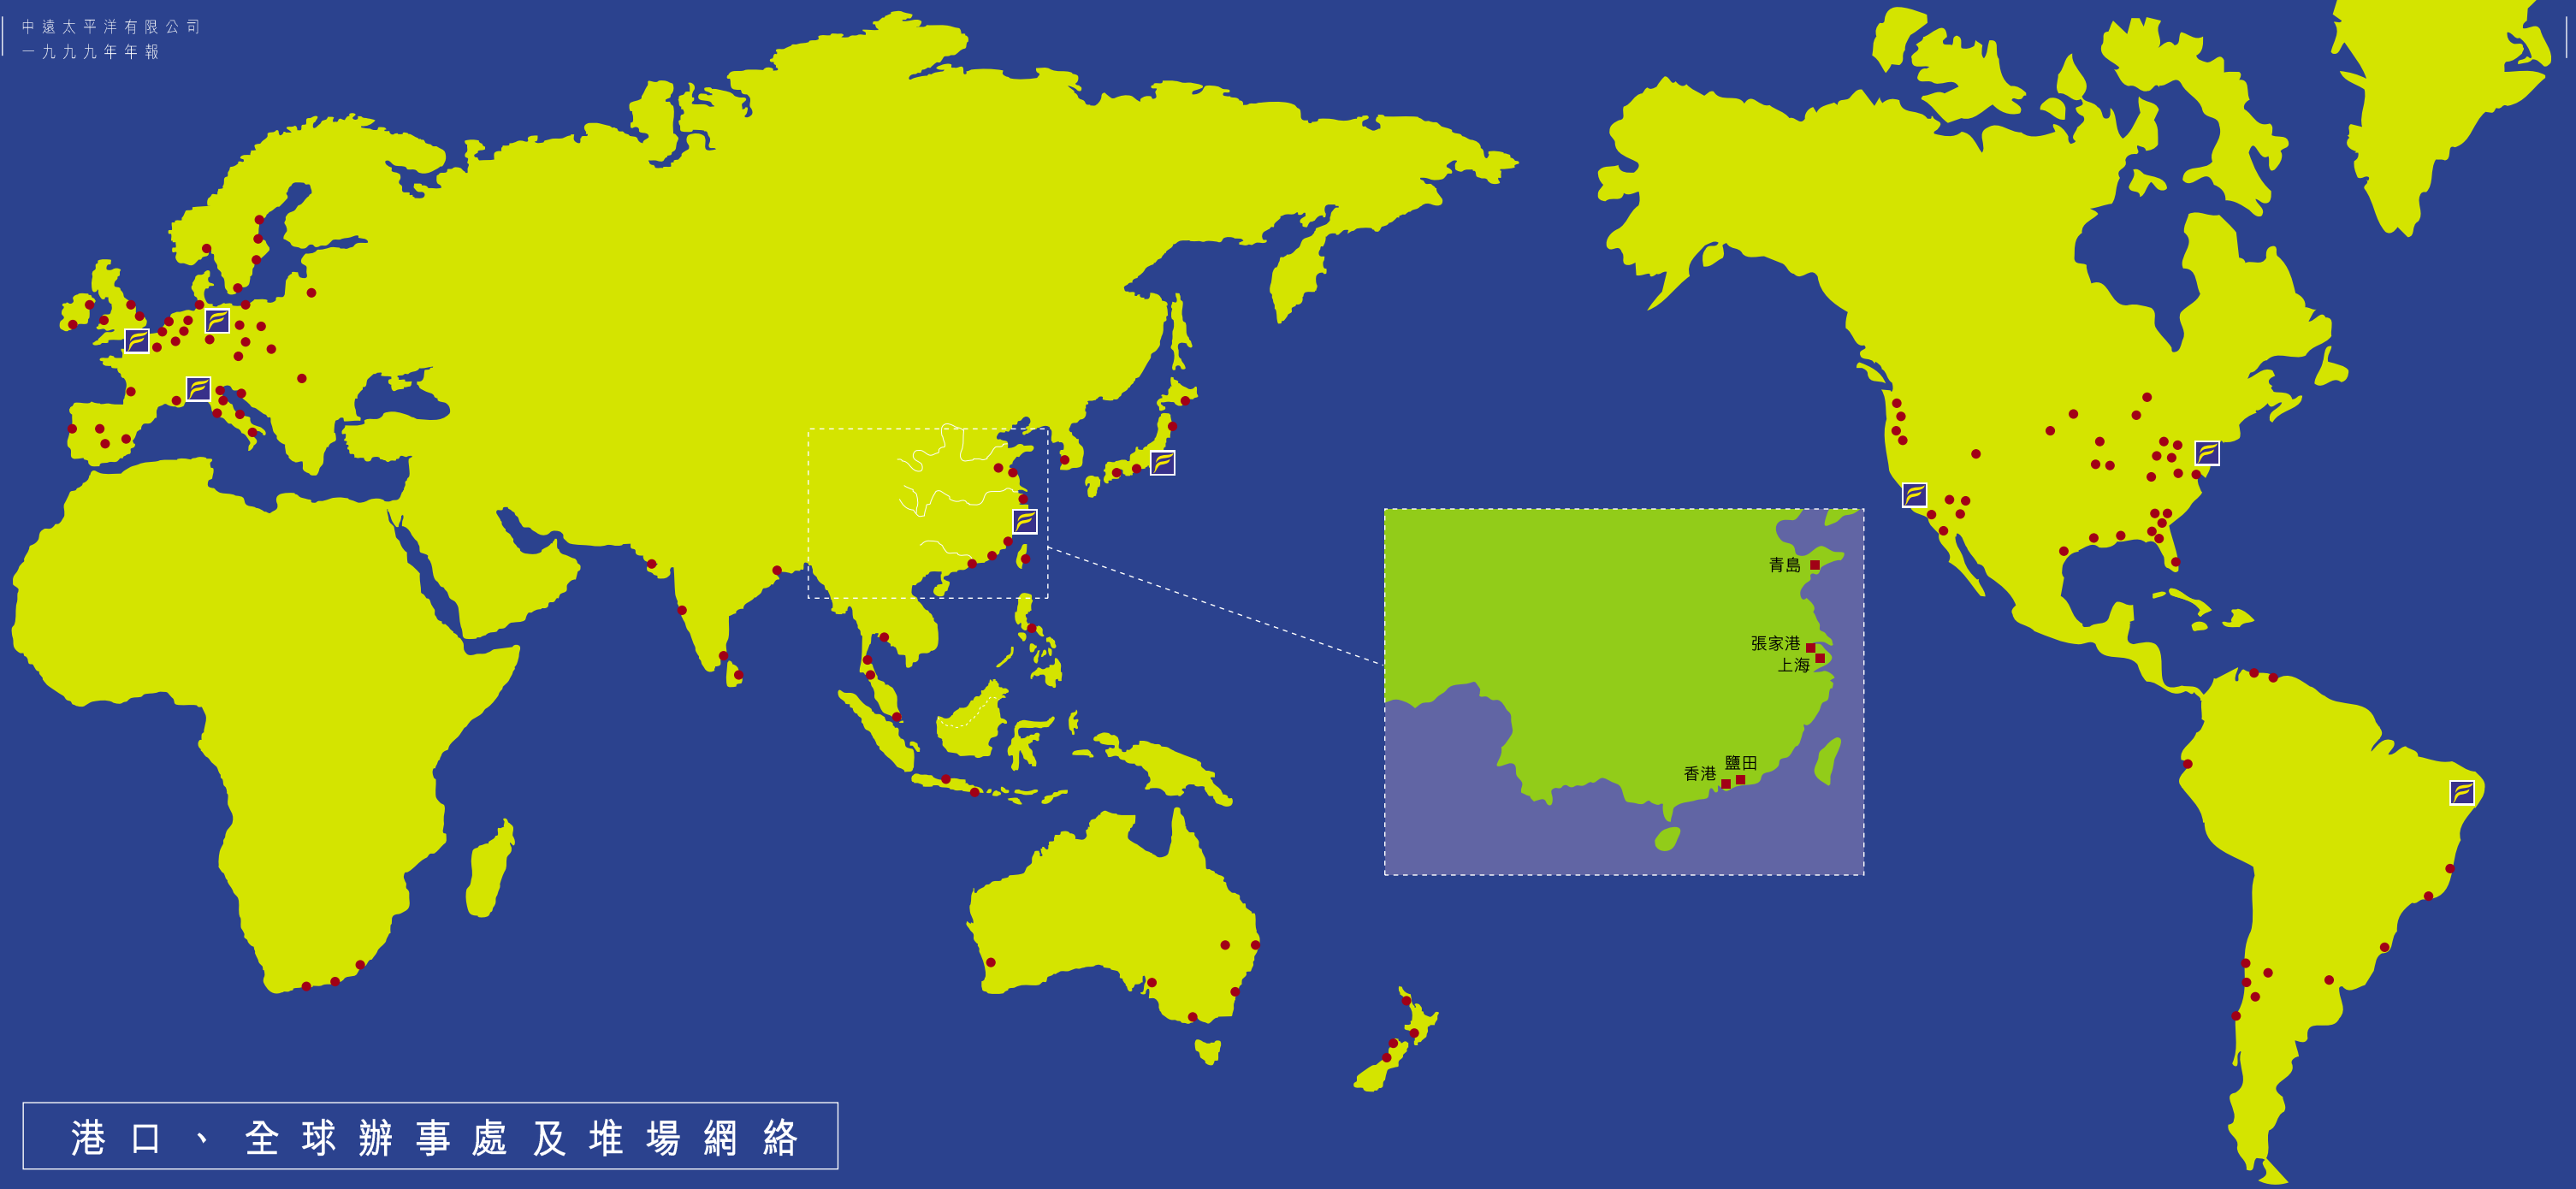 中遠太平洋有限公司
一九九九年年報
青島
張家港
上海
鹽田
香港
港口、全球辦事處及堆場網絡